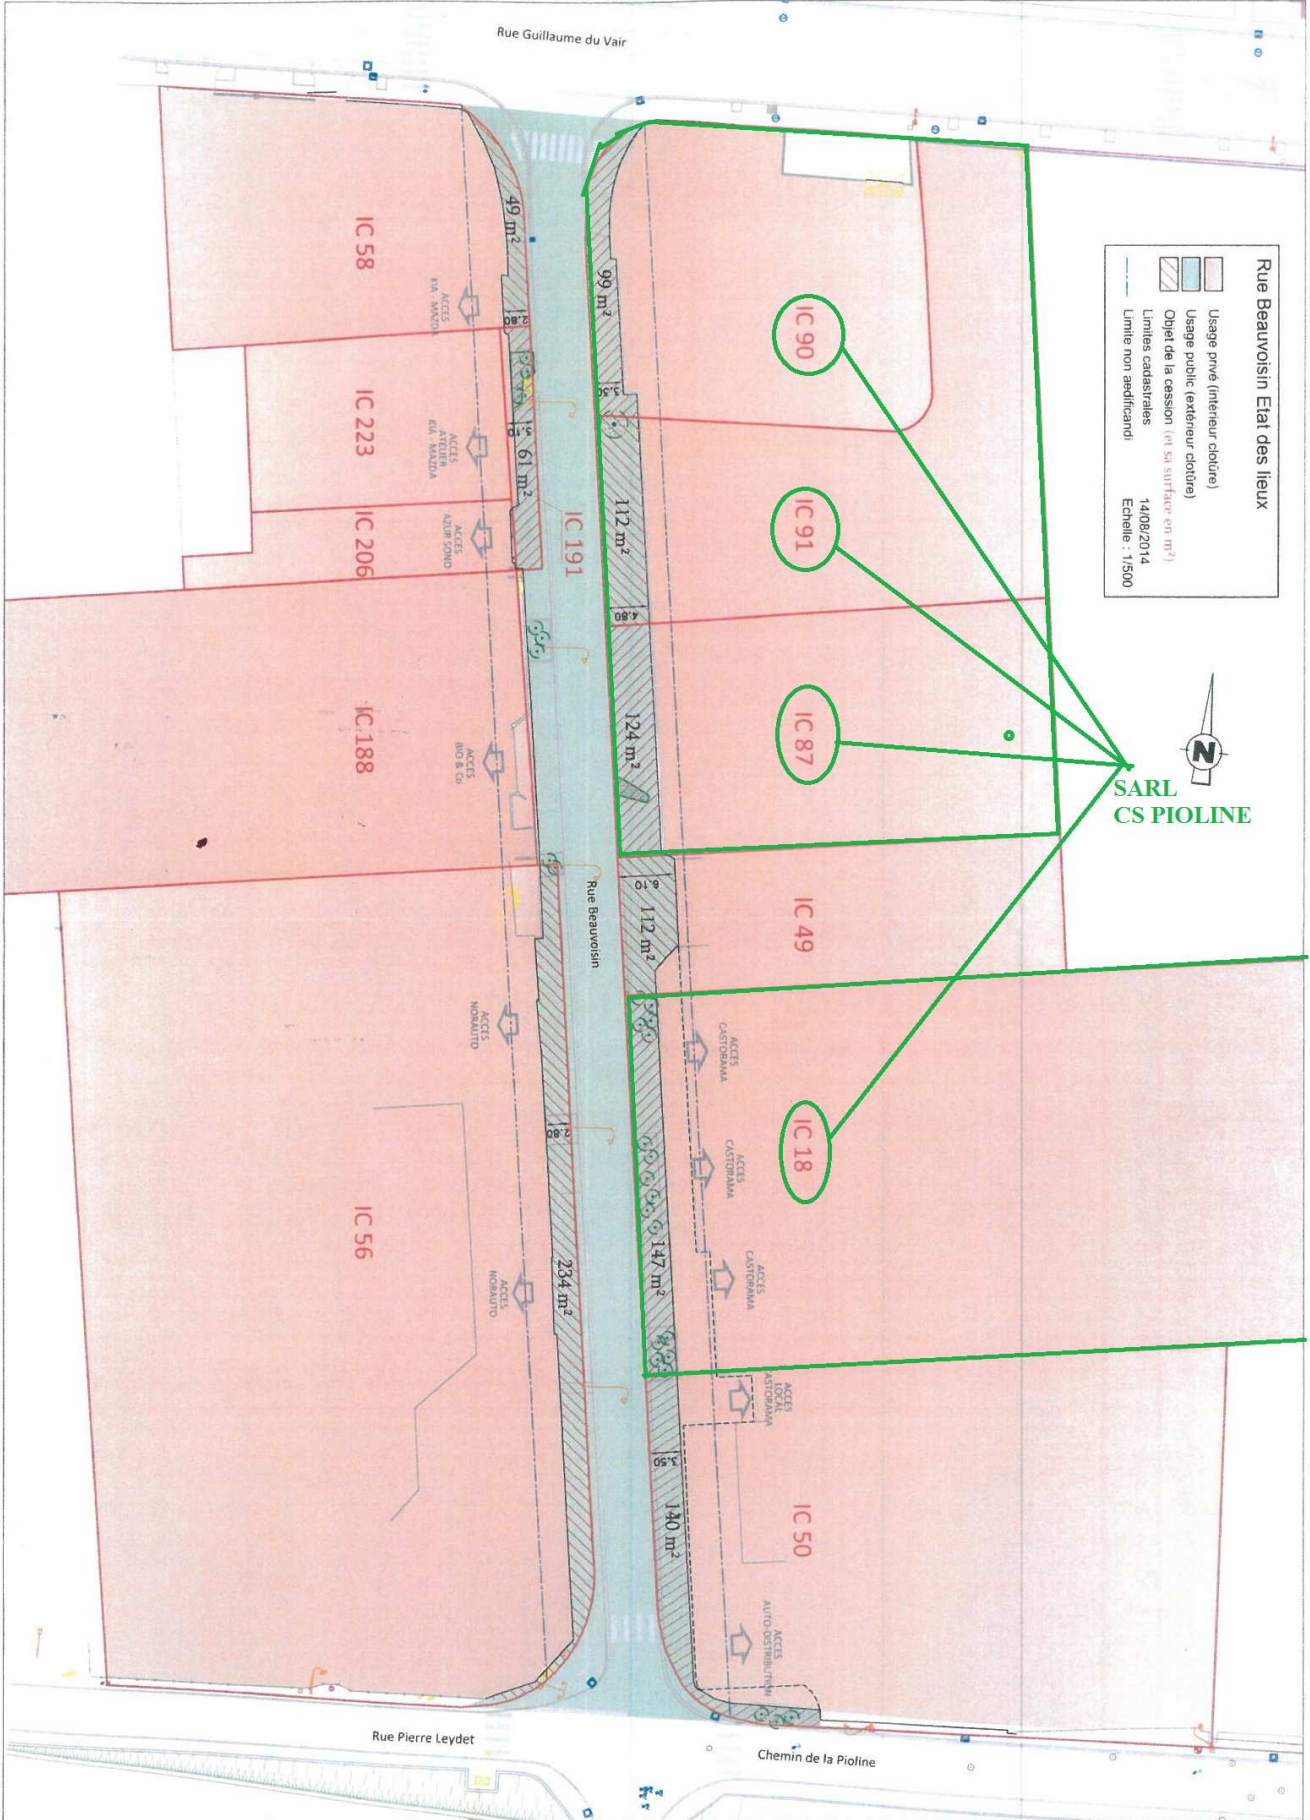 Rue Guillaume du Vair
Rue Beauvoisin Etat des lieux
Usage privé (intérieur clotûre)
Usage public (extérieur clotûre)
Objet de la cession (et sa surface en m²)
Limites cadastrales
Limite non aedificandi
14/08/2014
Echelle : 1/500
N
SARL
CS PIOLINE
IC 58
49 m²
ACCES
KIA - MAZDA
2.80
IC 223
ACCES
ATELIER
KIA - MAZDA
61 m²
IC 206
ACCES
AZUR SONO
IC 191
99 m²
IC 90
112 m²
IC 91
4.80
124 m²
IC 87
IC 188
ACCES
BIO & Co
Rue Beauvoisin
6.10
112 m²
IC 49
ACCES
NORAUTO
ACCES
CASTORAMA
ACCES
CASTORAMA
IC 18
2.80
147 m²
ACCES
CASTORAMA
IC 56
234 m²
ACCES
NORAUTO
ACCES
LOCAL
CASTORAMA
3.50
140 m²
IC 50
ACCES
AUTO-DISTRIBUTION
Rue Pierre Leydet
Chemin de la Pioline